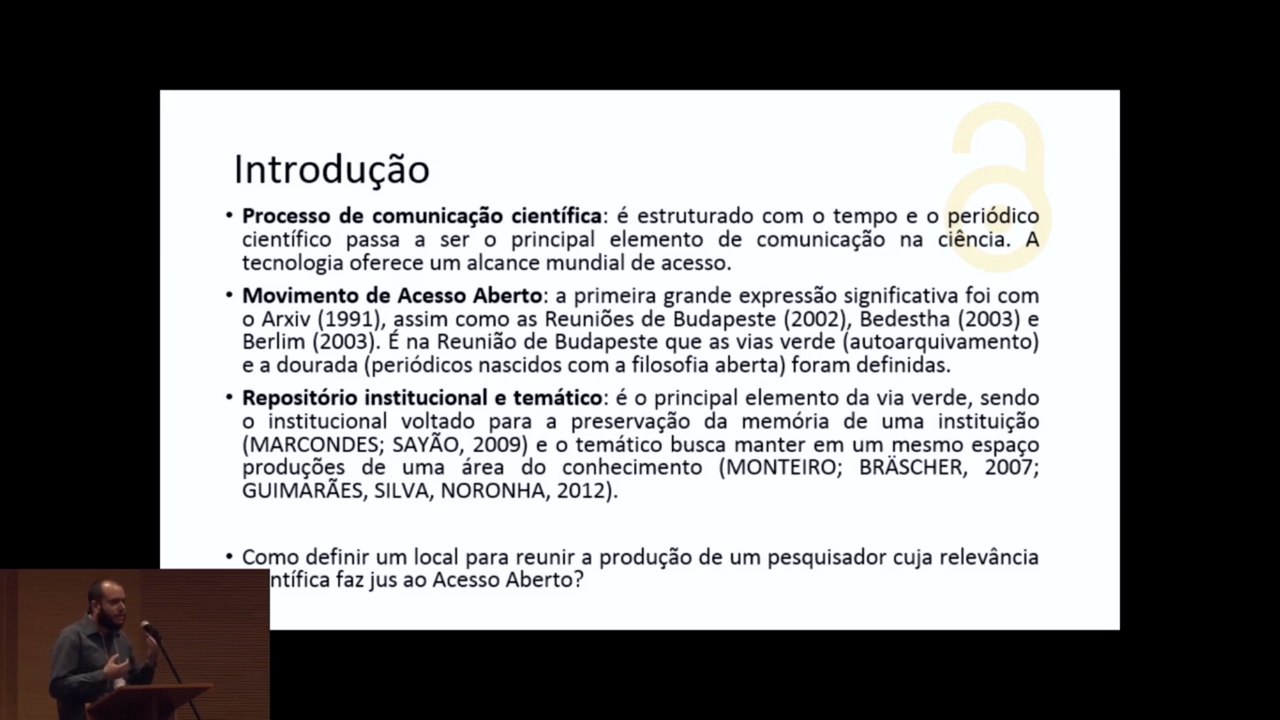 Introdução
• Processo de comunicação científica: é estruturado com o tempo e o periódico
científico passa a ser o principal elemento de comunicação na ciência. A
tecnologia oferece um alcance mundial de acesso.
• Movimento de Acesso Aberto: a primeira grande expressão significativa foi com
o Arxiv (1991), assim como as Reuniões de Budapeste (2002), Bedestha (2003) e
Berlim (2003). É na Reunião de Budapeste que as vias verde (autoarquivamento)
e a dourada (periódicos nascidos com a filosofia aberta) foram definidas.
• Repositório institucional e temático: é o principal elemento da via verde, sendo
o institucional voltado para a preservação da memória de uma instituição
(MARCONDES; SAYÃO, 2009) e o temático busca manter em um mesmo espaço
produções de uma área do conhecimento (MONTEIRO; BRÄSCHER, 2007;
GUIMARÃES, SILVA, NORONHA, 2012).
• Como definir um local para reunir a produção de um pesquisador cuja relevância
entífica faz jus ao Acesso Aberto?